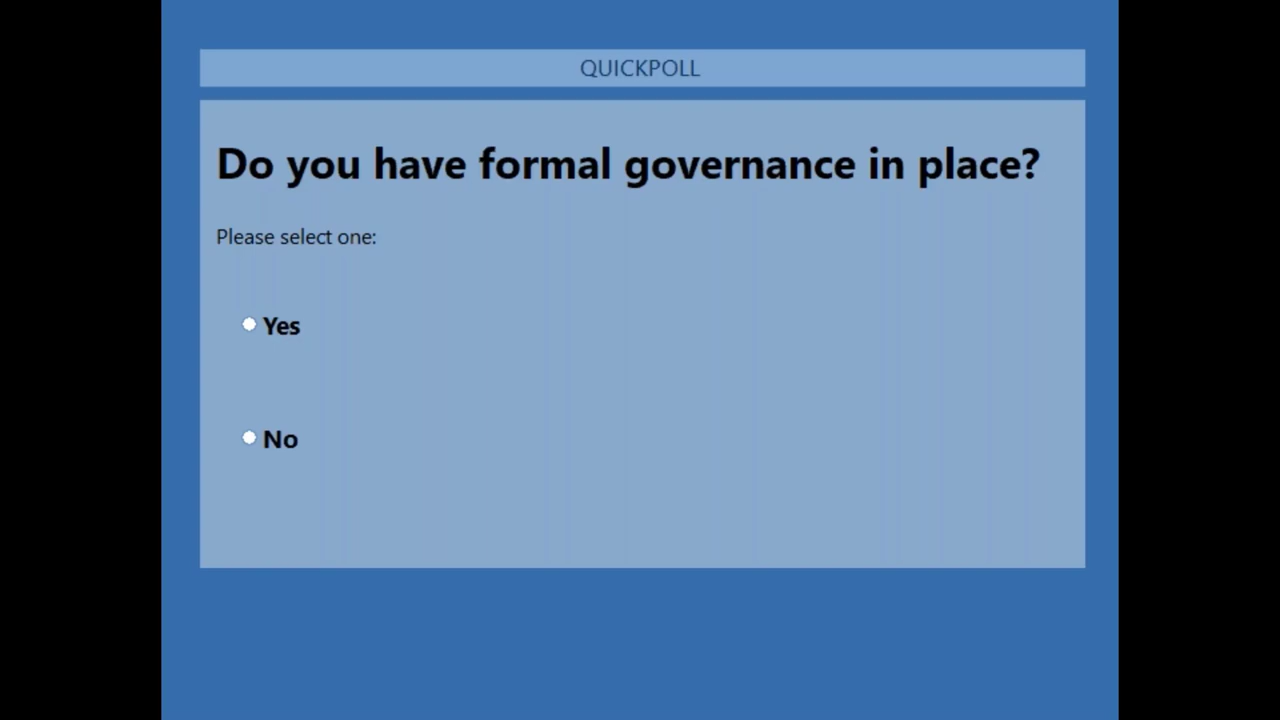 QUICKPOLL
Do you have formal governance in place?
Please select one:
Yes
No